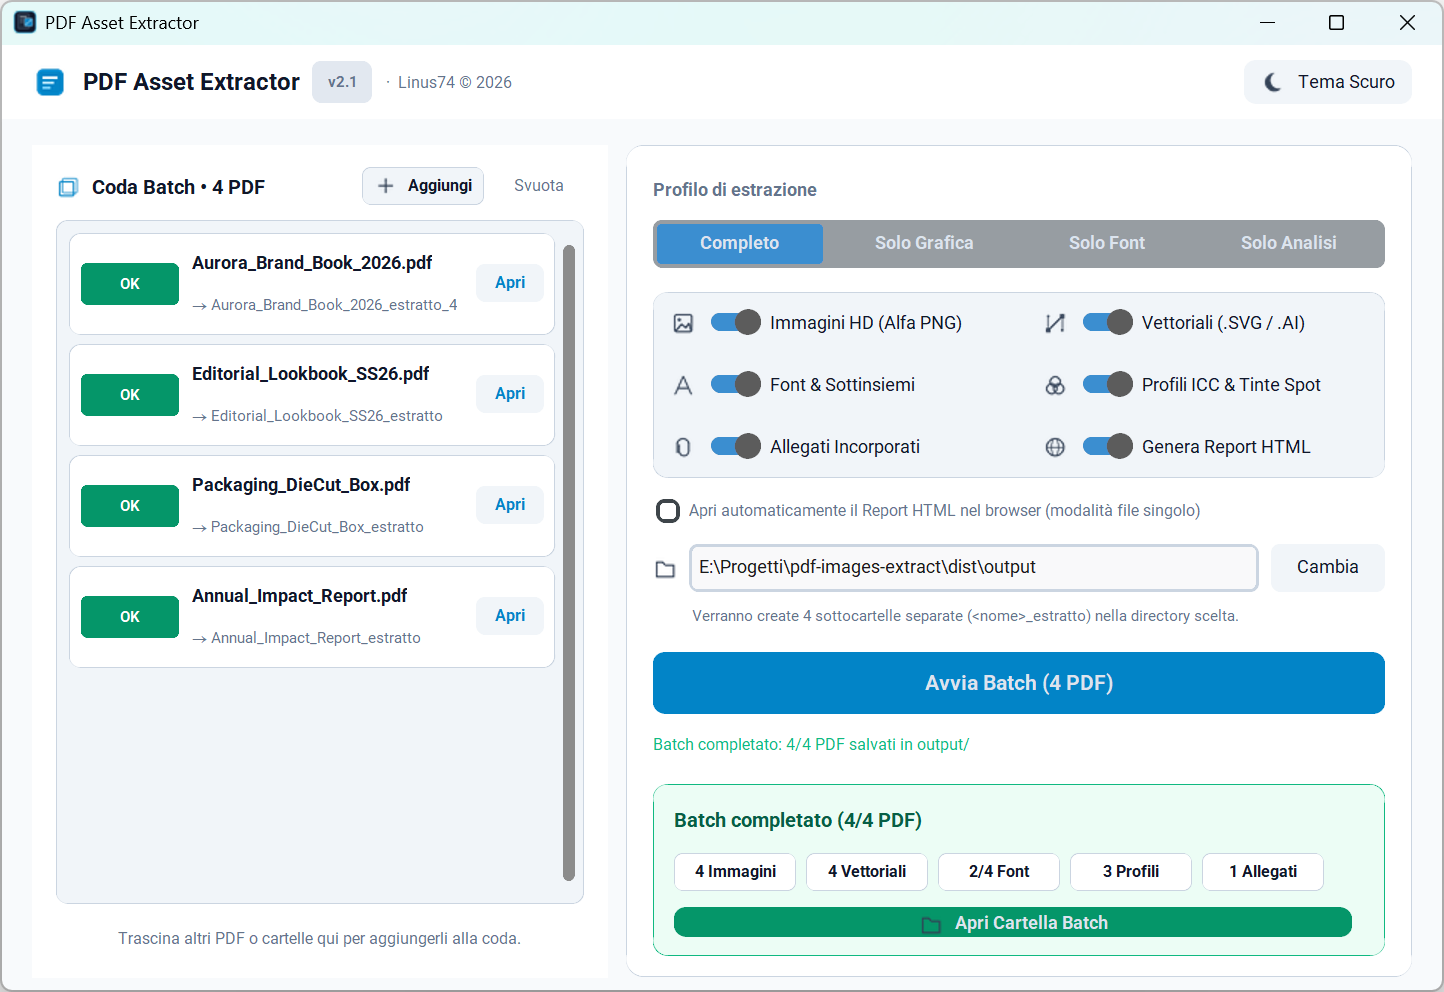 PDF Asset Extractor
PDF Asset Extractor v2.1 · Linus74 © 2026
Tema Scuro
Coda Batch • 4 PDF
Aggiungi
Svuota
OK
Aurora_Brand_Book_2026.pdf
→ Aurora_Brand_Book_2026_estratto_4
Apri
OK
Editorial_Lookbook_SS26.pdf
→ Editorial_Lookbook_SS26_estratto
Apri
OK
Packaging_DieCut_Box.pdf
→ Packaging_DieCut_Box_estratto
Apri
OK
Annual_Impact_Report.pdf
→ Annual_Impact_Report_estratto
Apri
Trascina altri PDF o cartelle qui per aggiungerli alla coda.
Profilo di estrazione
Completo
Solo Grafica
Solo Font
Solo Analisi
Immagini HD (Alfa PNG)
Vettoriali (.SVG / .AI)
Font & Sottinsiemi
Profili ICC & Tinte Spot
Allegati Incorporati
Genera Report HTML
Apri automaticamente il Report HTML nel browser (modalità file singolo)
E:\Progetti\pdf-images-extract\dist\output
Cambia
Verranno create 4 sottocartelle separate (<nome>_estratto) nella directory scelta.
Avvia Batch (4 PDF)
Batch completato: 4/4 PDF salvati in output/
Batch completato (4/4 PDF)
4 Immagini
4 Vettoriali
2/4 Font
3 Profili
1 Allegati
Apri Cartella Batch